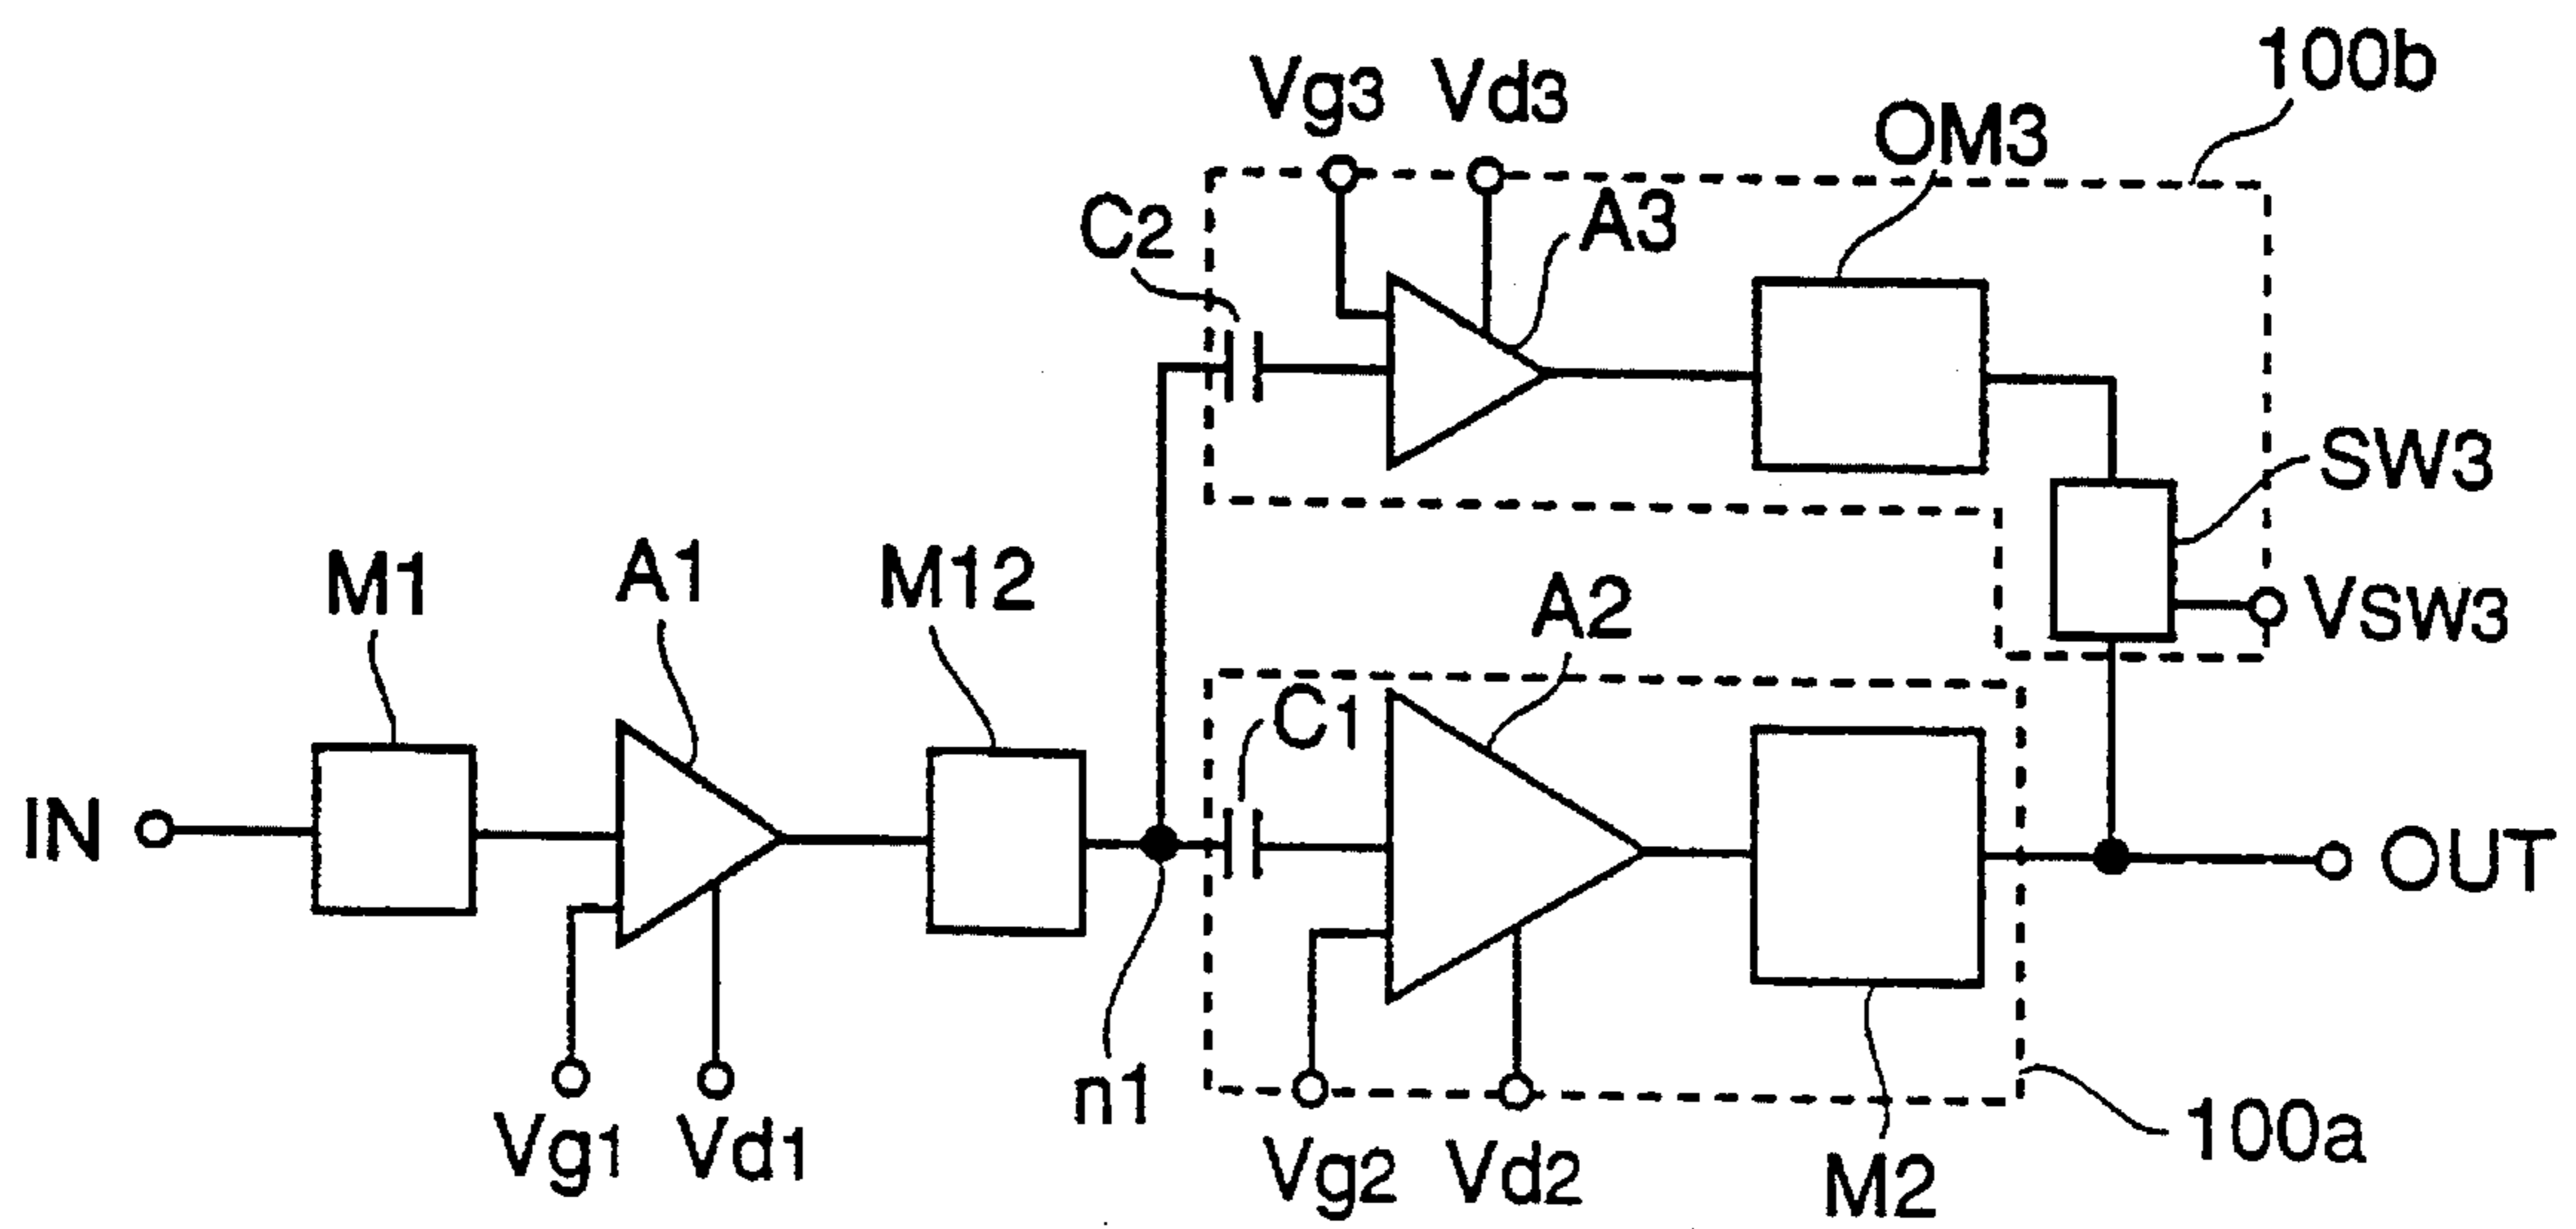 100b
Vg3 Vd3
OM3
C2
A3
SW3
M1 A1 M12
A2
VSW3
C1
IN
OUT
n1
Vg1 Vd1
100a
Vg2 Vd2
M2